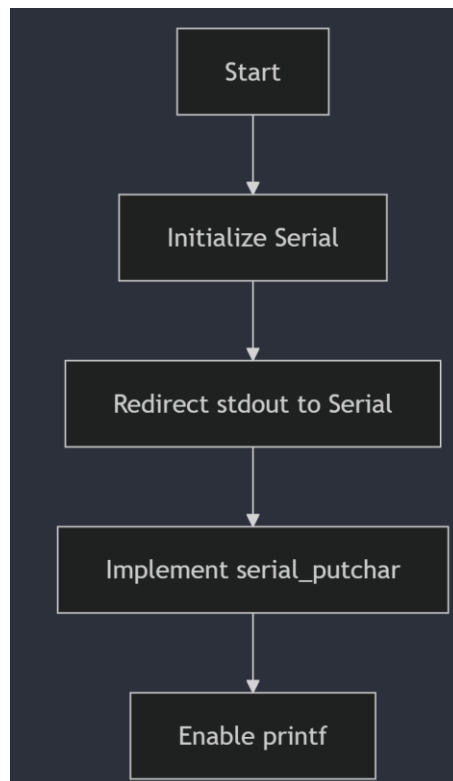 Start
Initialize Serial
Redirect stdout to Serial
Implement serial_putchar
Enable printf